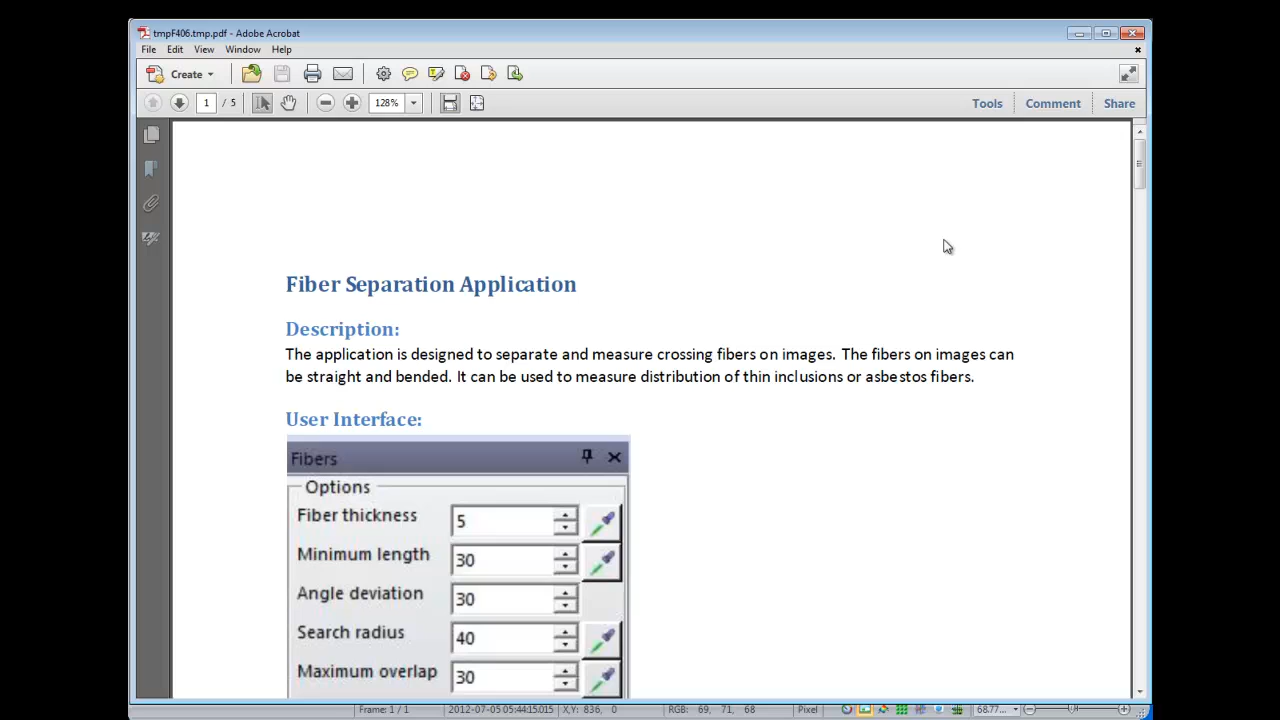 tmpF406.tmp.pdf - Adobe Acrobat
File Edit View Window Help
Create
1 / 5 128% Tools Comment Share
Fiber Separation Application
Description:
The application is designed to separate and measure crossing fibers on images. The fibers on images can
be straight and bended. It can be used to measure distribution of thin inclusions or asbestos fibers.
User Interface:
Fibers
Options
Fiber thickness 5
Minimum length 30
Angle deviation 30
Search radius 40
Maximum overlap 30
Frame: 1 / 1 2012-07-05 05:44:15.015 X,Y: 836, 0 RGB: 69, 71, 68 Pixel 68.77...